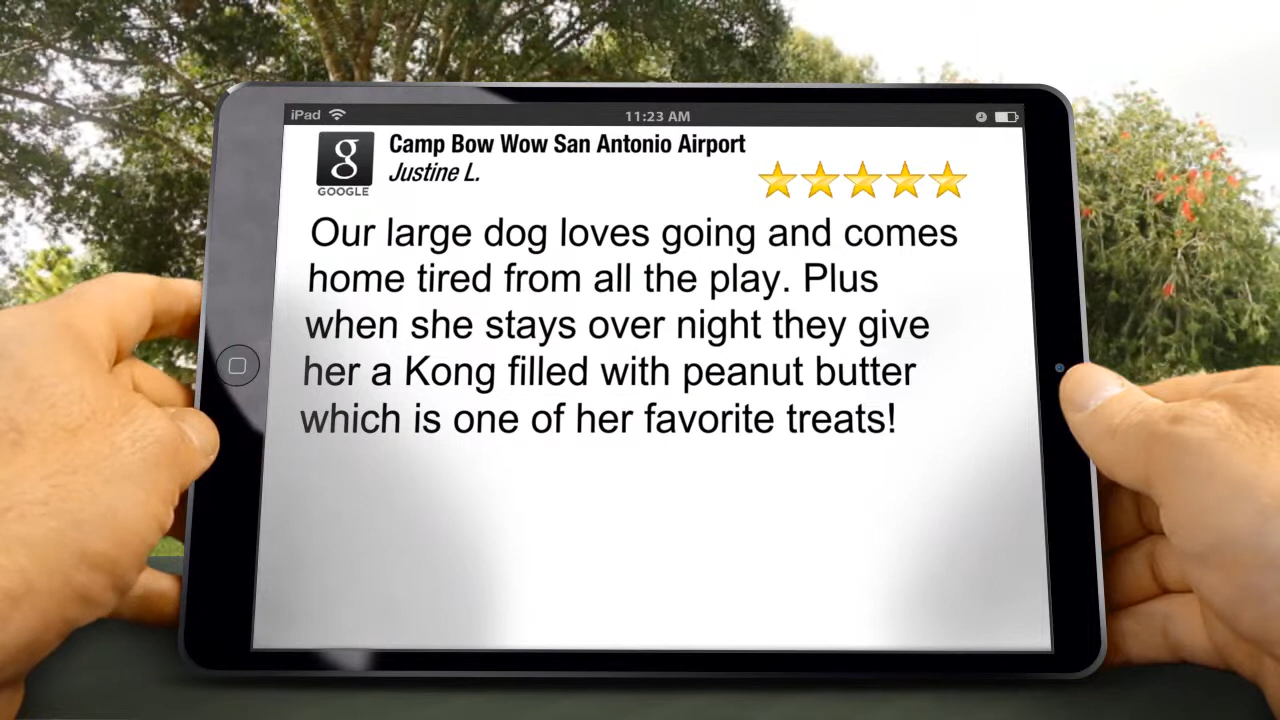 iPad 11:23 AM
Camp Bow Wow San Antonio Airport
Justine L.
g
GOOGLE
Our large dog loves going and comes
home tired from all the play. Plus
when she stays over night they give
her a Kong filled with peanut butter
which is one of her favorite treats!